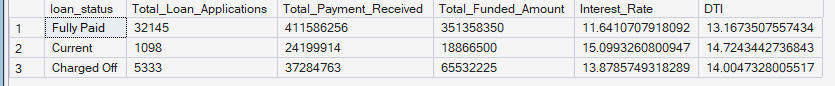 loan_status Total_Loan_Applications Total_Payment_Received Total_Funded_Amount Interest_Rate DTI
1 Fully Paid 32145 411586256 351358350 11.6410707918092 13.1673507557434
2 Current 1098 24199914 18866500 15.0993260800947 14.7243442736843
3 Charged Off 5333 37284763 65532225 13.8785749318289 14.0047328005517